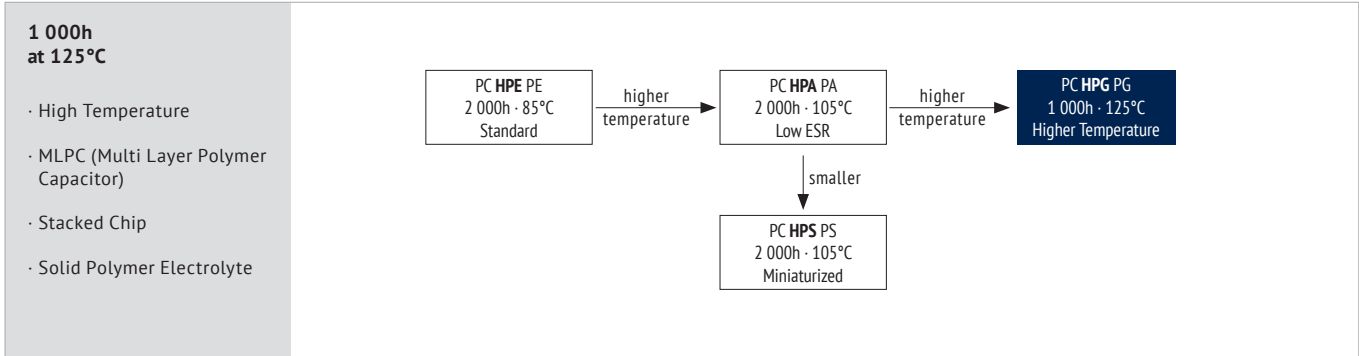 1 000h
at 125°C
· High Temperature
· MLPC (Multi Layer Polymer
Capacitor)
· Stacked Chip
· Solid Polymer Electrolyte
PC HPE PE
2 000h · 85°C
Standard
higher
temperature
PC HPA PA
2 000h · 105°C
Low ESR
higher
temperature
PC HPG PG
1 000h · 125°C
Higher Temperature
smaller
PC HPS PS
2 000h · 105°C
Miniaturized